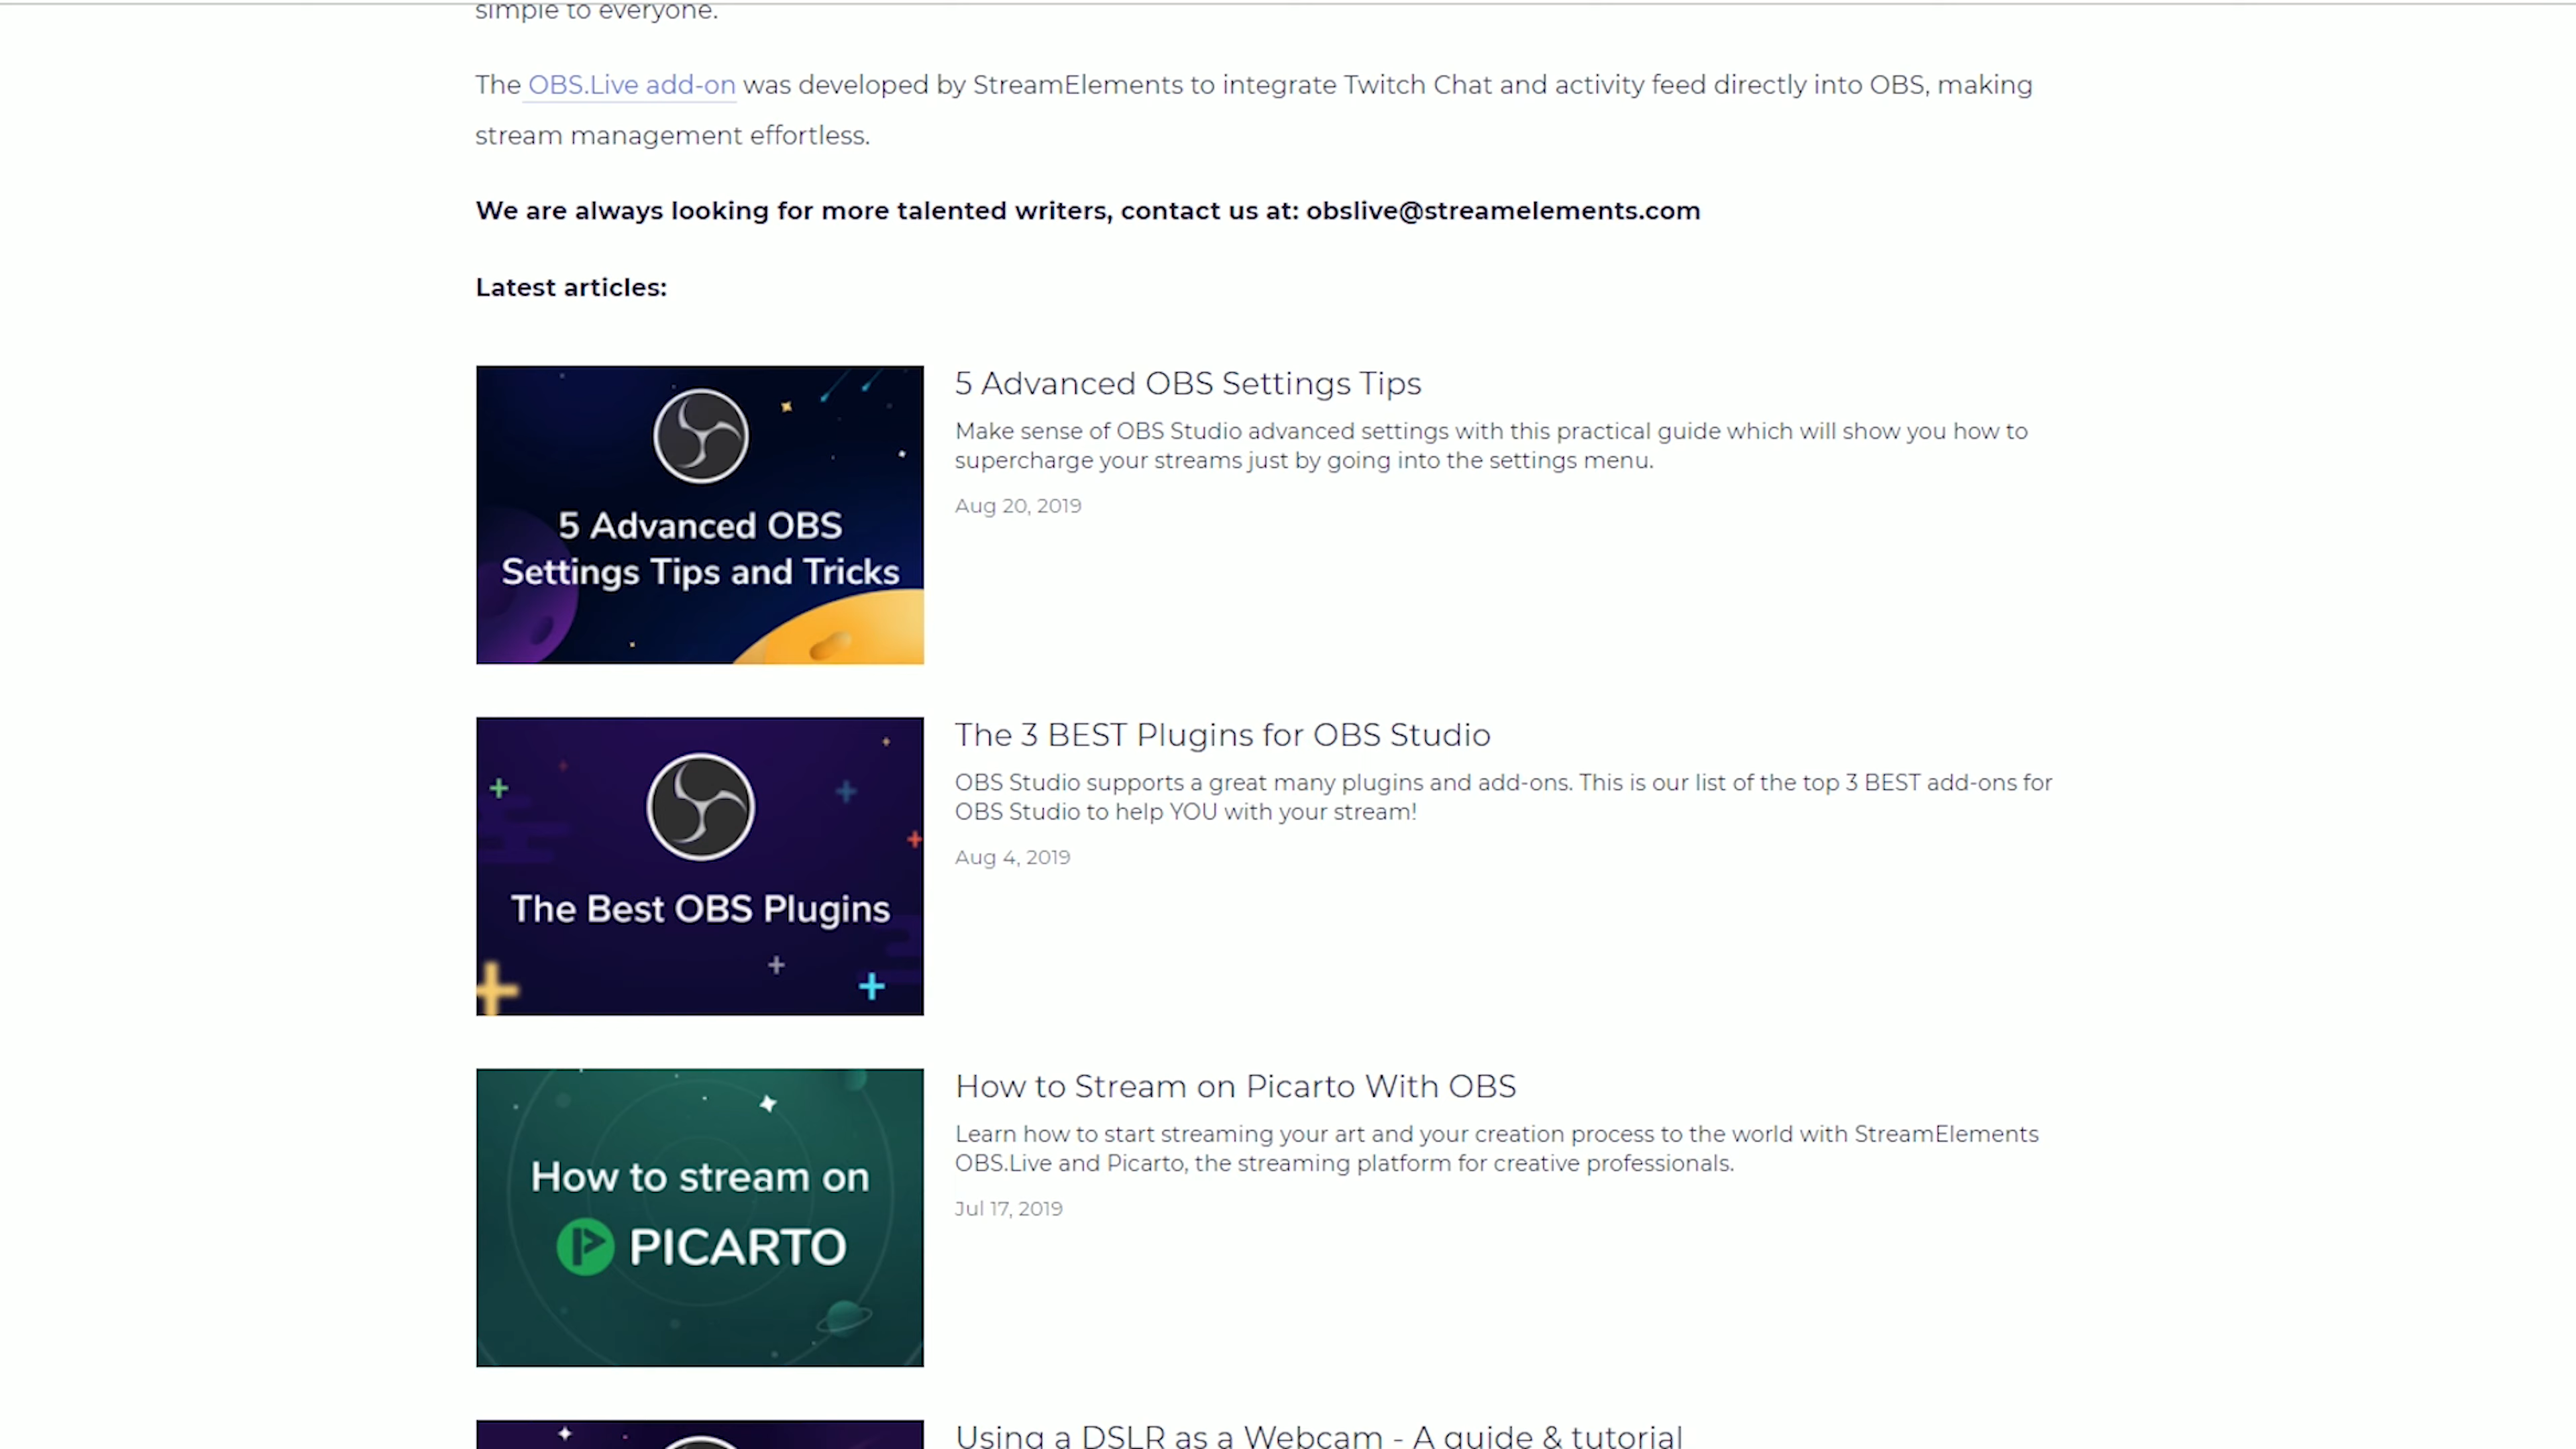 simple to everyone.
The OBS.Live add-on was developed by StreamElements to integrate Twitch Chat and activity feed directly into OBS, making
stream management effortless.
We are always looking for more talented writers, contact us at: obslive@streamelements.com
Latest articles:
5 Advanced OBS
Settings Tips and Tricks
5 Advanced OBS Settings Tips
Make sense of OBS Studio advanced settings with this practical guide which will show you how to
supercharge your streams just by going into the settings menu.
Aug 20, 2019
The Best OBS Plugins
The 3 BEST Plugins for OBS Studio
OBS Studio supports a great many plugins and add-ons. This is our list of the top 3 BEST add-ons for
OBS Studio to help YOU with your stream!
Aug 4, 2019
How to stream on
PICARTO
How to Stream on Picarto With OBS
Learn how to start streaming your art and your creation process to the world with StreamElements
OBS.Live and Picarto, the streaming platform for creative professionals.
Jul 17, 2019
Using a DSLR as a Webcam - A guide & tutorial